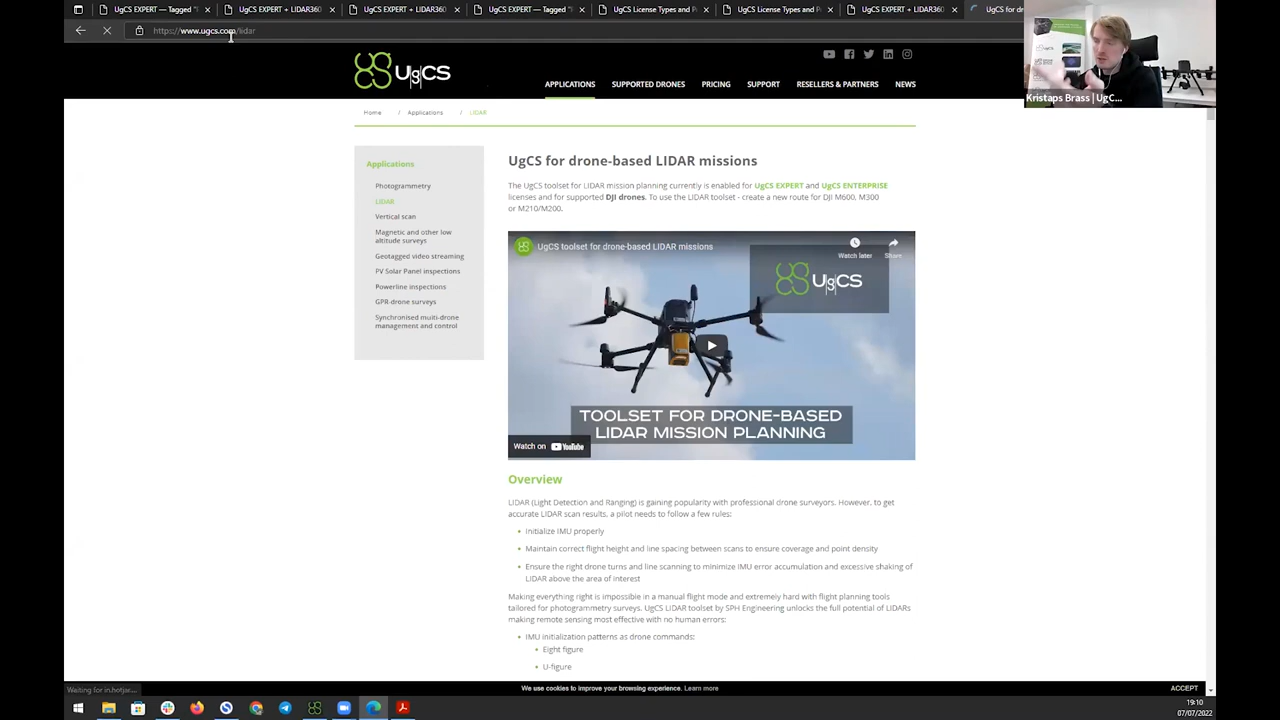 UgCS EXPERT — Tagged "
UgCS EXPERT + LIDAR360
UgCS EXPERT + LIDAR360
UgCS EXPERT — Tagged "
UgCS License Types and P
UgCS License Types and P
UgCS EXPERT + LIDAR360
UgCS for dr
https://www.ugcs.com/lidar
Kristaps Brass | UgC...
UgCS
APPLICATIONS
SUPPORTED DRONES
PRICING
SUPPORT
RESELLERS & PARTNERS
NEWS
Home / Applications / LIDAR
Applications
Photogrammetry
LIDAR
Vertical scan
Magnetic and other low
altitude surveys
Geotagged video streaming
PV Solar Panel inspections
Powerline inspections
GPR-drone surveys
Synchronised multi-drone
management and control
UgCS for drone-based LIDAR missions
The UgCS toolset for LIDAR mission planning currently is enabled for UgCS EXPERT and UgCS ENTERPRISE
licenses and for supported DJI drones. To use the LIDAR toolset - create a new route for DJI M600, M300
or M210/M200.
UgCS toolset for drone-based LIDAR missions
Watch later
Share
UgCS
TOOLSET FOR DRONE-BASED
LIDAR MISSION PLANNING
Watch on YouTube
Overview
LIDAR (Light Detection and Ranging) is gaining popularity with professional drone surveyors. However, to get
accurate LIDAR scan results, a pilot needs to follow a few rules:
Initialize IMU properly
Maintain correct flight height and line spacing between scans to ensure coverage and point density
Ensure the right drone turns and line scanning to minimize IMU error accumulation and excessive shaking of
LIDAR above the area of interest
Making everything right is impossible in a manual flight mode and extremely hard with flight planning tools
tailored for photogrammetry surveys. UgCS LIDAR toolset by SPH Engineering unlocks the full potential of LIDARs
making remote sensing most effective with no human errors:
IMU initialization patterns as drone commands:
Eight figure
U-figure
Waiting for in.hotjar....
We use cookies to improve your browsing experience. Learn more
ACCEPT
19:10
07/07/2022